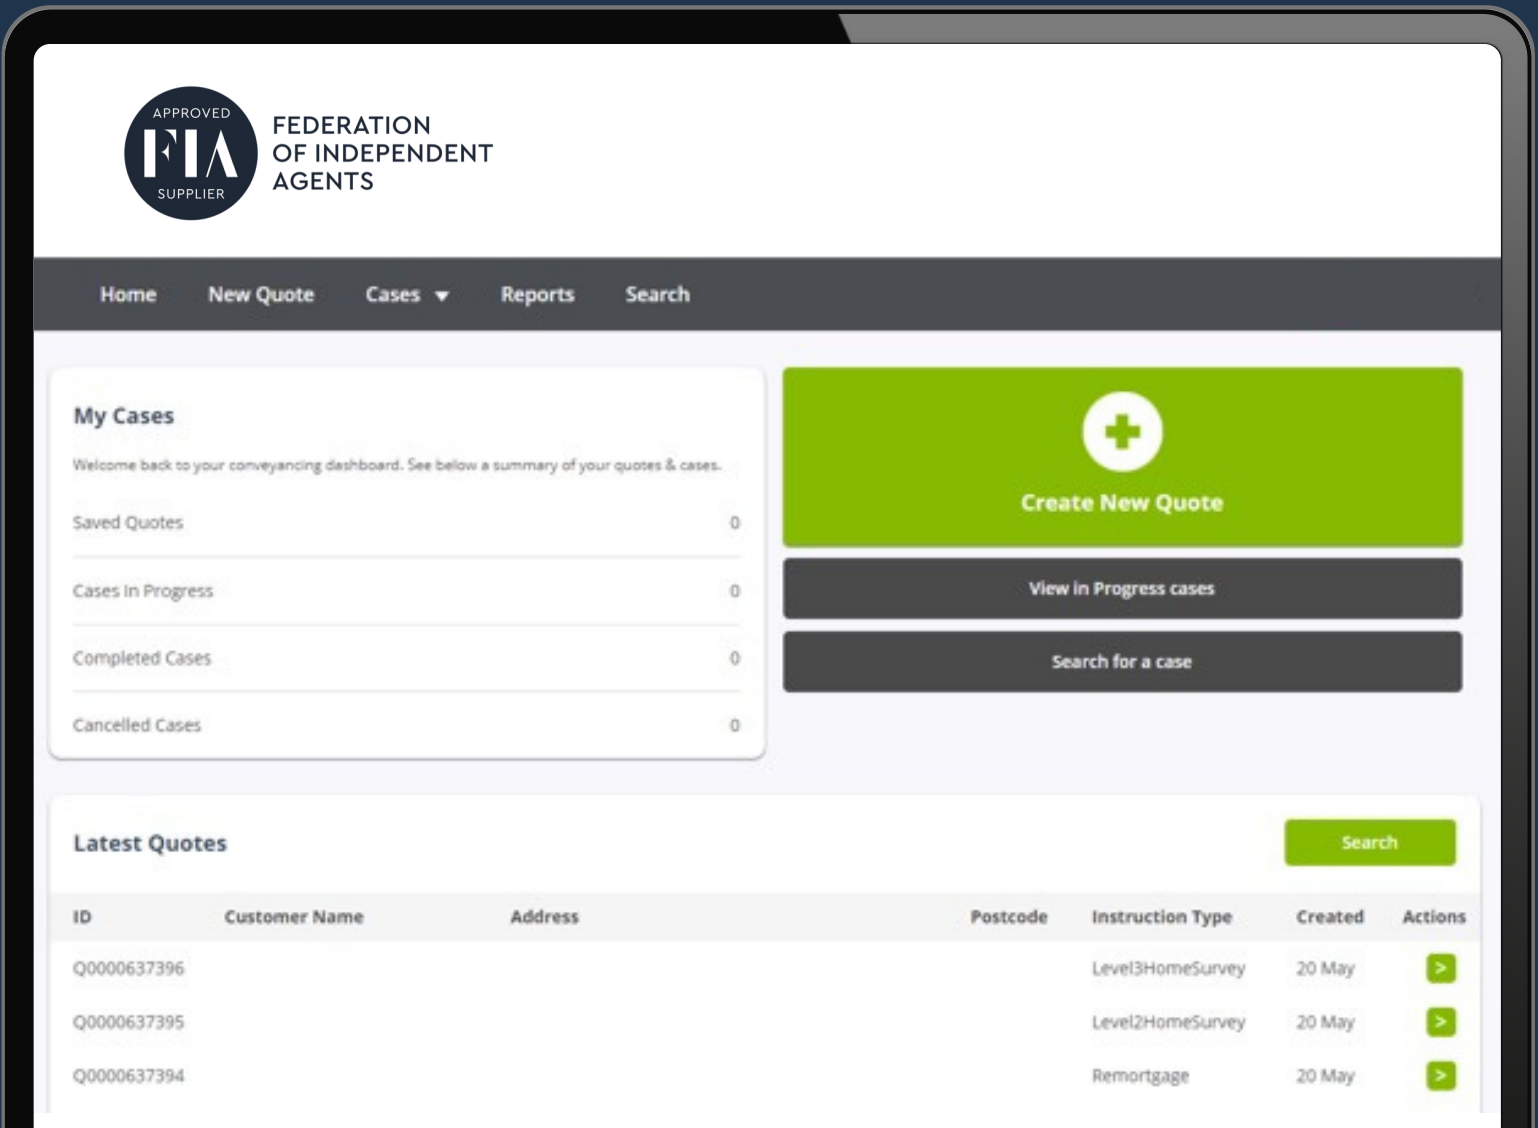 APPROVED
FIA
SUPPLIER
FEDERATION
OF INDEPENDENT
AGENTS
Home New Quote Cases Reports Search
My Cases
Welcome back to your conveyancing dashboard. See below a summary of your quotes & cases.
Saved Quotes 0
Cases In Progress 0
Completed Cases 0
Cancelled Cases 0
Create New Quote
View in Progress cases
Search for a case
Latest Quotes
Search
ID Customer Name Address Postcode Instruction Type Created Actions
Q0000637396 Level3HomeSurvey 20 May >
Q0000637395 Level2HomeSurvey 20 May >
Q0000637394 Remortgage 20 May >